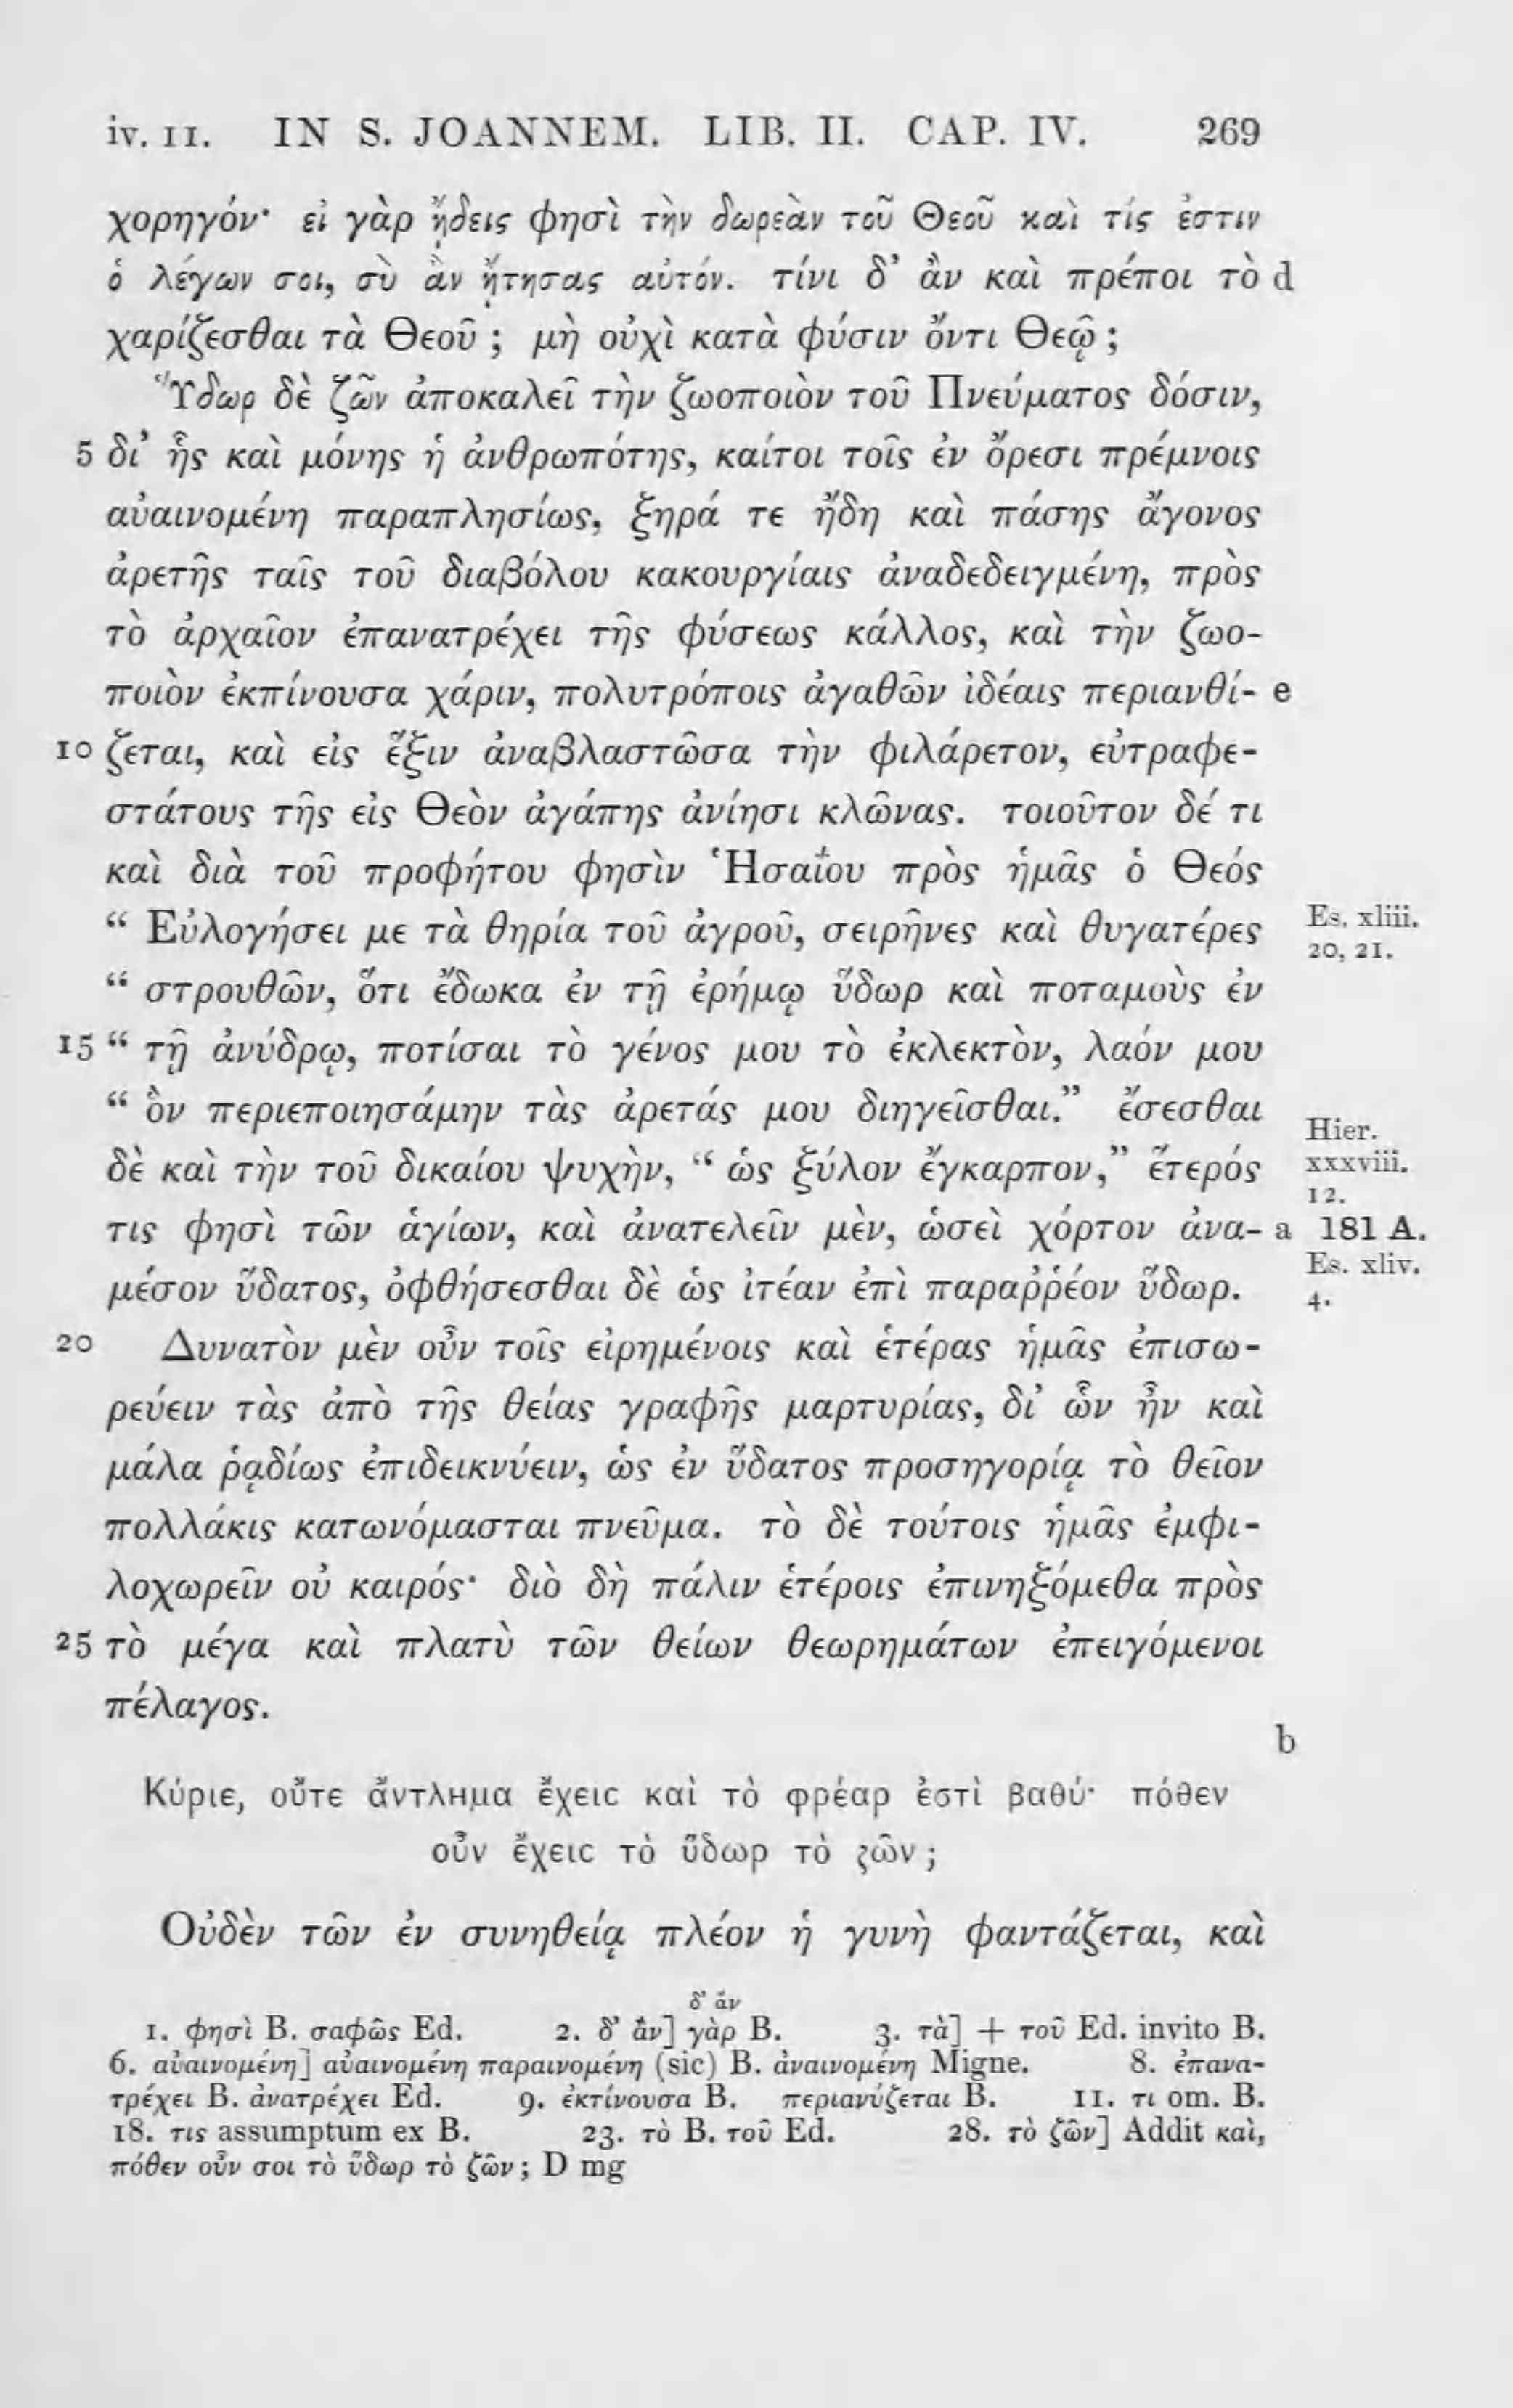 iv. 11. IN S. JOANNEM. LIB. II. CAP. IV. 269
χορηγόν· εἰ γὰρ ᾔδεις φησὶ τὴν δωρεὰν τοῦ Θεοῦ καὶ τίς ἐστιν
ὁ λέγων σοι, σὺ ἂν ᾔτησας αὐτόν. τίνι δ’ ἂν καὶ πρέποι τὸ d
χαρίζεσθαι τὰ Θεοῦ ; μὴ οὐχὶ κατὰ φύσιν ὄντι Θεῷ ;
Ὕδωρ δὲ ζῶν ἀποκαλεῖ τὴν ζωοποιὸν τοῦ Πνεύματος δόσιν,
5 δι’ ἧς καὶ μόνης ἡ ἀνθρωπότης, καίτοι τοῖς ἐν ὄρεσι πρέμνοις
αὐαινομένη παραπλησίως, ξηρά τε ἤδη καὶ πάσης ἄγονος
ἀρετῆς ταῖς τοῦ διαβόλου κακουργίαις ἀναδεδειγμένη, πρὸς
τὸ ἀρχαῖον ἐπανατρέχει τῆς φύσεως κάλλος, καὶ τὴν ζωο-
ποιὸν ἐκπίνουσα χάριν, πολυτρόποις ἀγαθῶν ἰδέαις περιανθί- e
10 ζεται, καὶ εἰς ἕξιν ἀναβλαστῶσα τὴν φιλάρετον, εὐτραφε-
στάτους τῆς εἰς Θεὸν ἀγάπης ἀνίησι κλῶνας. τοιοῦτον δέ τι
καὶ διὰ τοῦ προφήτου φησὶν Ἡσαΐου πρὸς ἡμᾶς ὁ Θεός
“ Εὐλογήσει με τὰ θηρία τοῦ ἀγροῦ, σειρῆνες καὶ θυγατέρες Es. xliii.
20, 21.
“ στρουθῶν, ὅτι ἔδωκα ἐν τῇ ἐρήμῳ ὕδωρ καὶ ποταμοὺς ἐν
15 “ τῇ ἀνύδρῳ, ποτίσαι τὸ γένος μου τὸ ἐκλεκτὸν, λαόν μου
“ ὃν περιεποιησάμην τὰς ἀρετάς μου διηγεῖσθαι.” ἔσεσθαι
Hier.
δὲ καὶ τὴν τοῦ δικαίου ψυχὴν, “ ὡς ξύλον ἔγκαρπον,” ἕτερός xxxviii.
12.
τις φησὶ τῶν ἁγίων, καὶ ἀνατελεῖν μὲν, ὡσεὶ χόρτον ἀνα- a 181 A.
Es. xliv.
μέσον ὕδατος, ὀφθήσεσθαι δὲ ὡς ἰτέαν ἐπὶ παραῤῥέον ὕδωρ. 4.
20 Δυνατὸν μὲν οὖν τοῖς εἰρημένοις καὶ ἑτέρας ἡμᾶς ἐπισω-
ρεύειν τὰς ἀπὸ τῆς θείας γραφῆς μαρτυρίας, δι’ ὧν ἦν καὶ
μάλα ῥᾳδίως ἐπιδεικνύειν, ὡς ἐν ὕδατος προσηγορίᾳ τὸ θεῖον
πολλάκις κατωνόμασται πνεῦμα. τὸ δὲ τούτοις ἡμᾶς ἐμφι-
λοχωρεῖν οὐ καιρός· διὸ δὴ πάλιν ἑτέροις ἐπινηξόμεθα πρὸς
25 τὸ μέγα καὶ πλατὺ τῶν θείων θεωρημάτων ἐπειγόμενοι
πέλαγος.
b
Κύριε, οὔτε ἄντλημα ἔχεις καὶ τὸ φρέαρ ἐστὶ βαθύ· πόθεν
οὖν ἔχεις τὸ ὕδωρ τὸ ζῶν ;
Οὐδὲν τῶν ἐν συνηθείᾳ πλέον ἡ γυνὴ φαντάζεται, καὶ
δ’ ἄν
1. φησὶ B. σαφῶς Ed. 2. δ’ ἂν] γὰρ B. 3. τὰ] + τοῦ Ed. invito B.
6. αὐαινομένη] αὐαινομένη παραινομένη (sic) B. ἀναινομένη Migne. 8. ἐπανα-
τρέχει B. ἀνατρέχει Ed. 9. ἐκτίνουσα B. περιανύζεται B. 11. τι om. B.
18. τις assumptum ex B. 23. τὸ B. τοῦ Ed. 28. τὸ ζῶν] Addit καὶ,
πόθεν οὖν σοι τὸ ὕδωρ τὸ ζῶν ; D mg